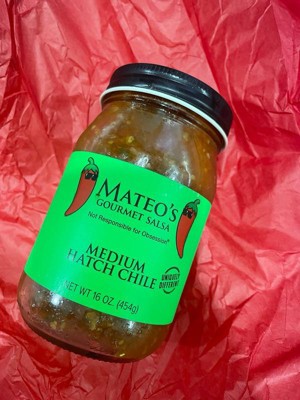 MATEO'S
GOURMET SALSA
Not Responsible for Obsession®
MEDIUM
HATCH CHILE
UNIQUELY
DIFFERENT
NET WT 16 OZ. (454g)